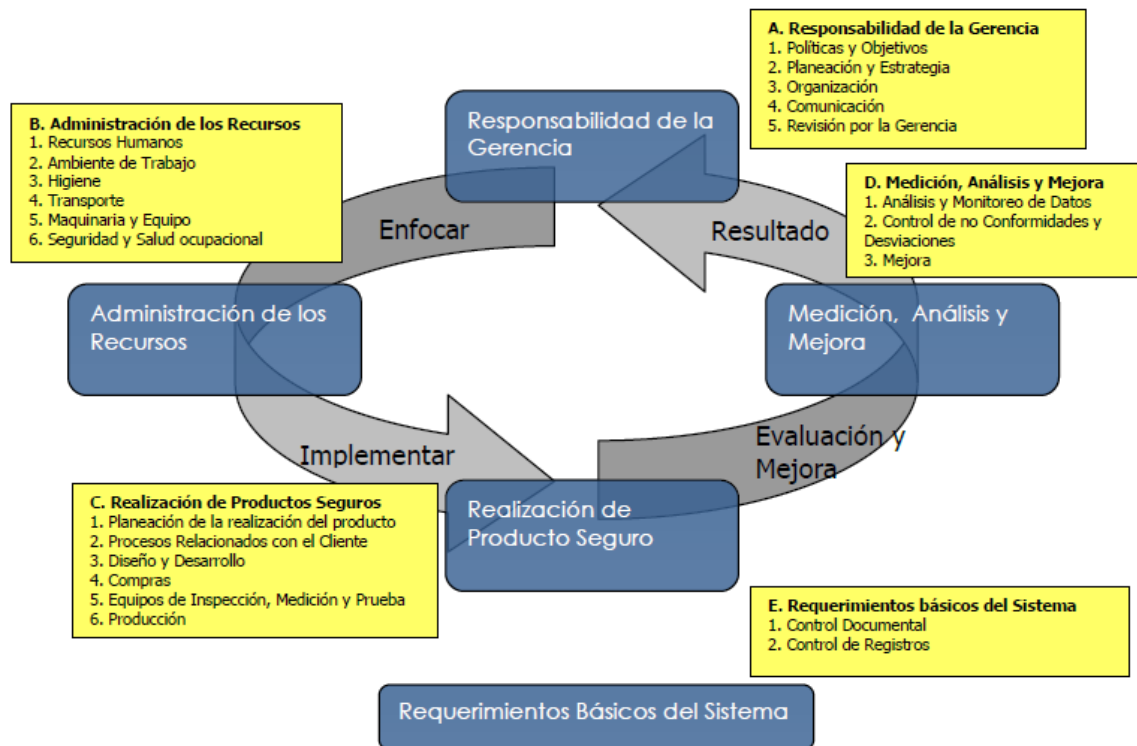 A. Responsabilidad de la Gerencia
1. Políticas y Objetivos
2. Planeación y Estrategia
3. Organización
4. Comunicación
5. Revisión por la Gerencia
Responsabilidad de la
Gerencia
B. Administración de los Recursos
1. Recursos Humanos
2. Ambiente de Trabajo
3. Higiene
4. Transporte
5. Maquinaria y Equipo
6. Seguridad y Salud ocupacional
D. Medición, Análisis y Mejora
1. Análisis y Monitoreo de Datos
2. Control de no Conformidades y
Desviaciones
3. Mejora
Enfocar
Resultado
Administración de los
Recursos
Medición, Análisis y
Mejora
Implementar
Evaluación y
Mejora
C. Realización de Productos Seguros
1. Planeación de la realización del producto
2. Procesos Relacionados con el Cliente
3. Diseño y Desarrollo
4. Compras
5. Equipos de Inspección, Medición y Prueba
6. Producción
Realización de
Producto Seguro
E. Requerimientos básicos del Sistema
1. Control Documental
2. Control de Registros
Requerimientos Básicos del Sistema